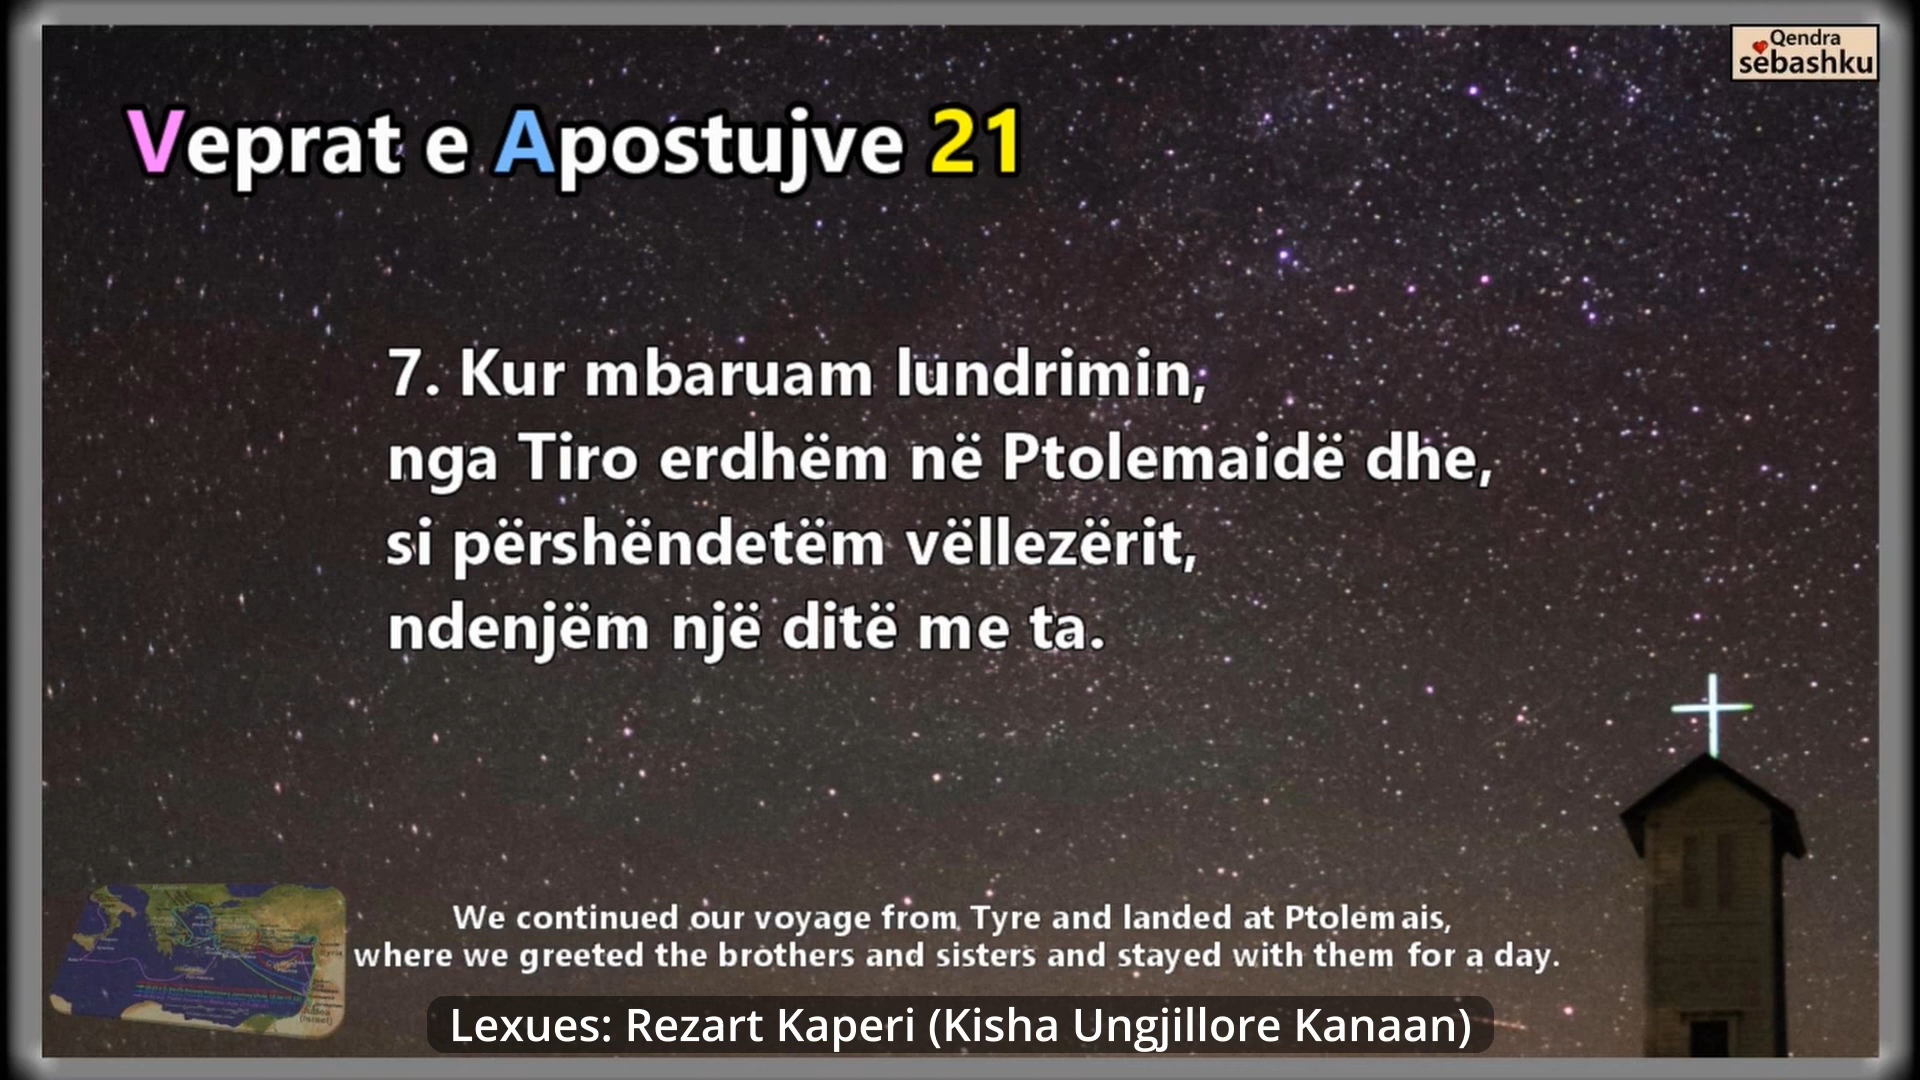 Qendra
sebashku
Veprat e Apostujve 21
7. Kur mbaruam lundrimin,
nga Tiro erdhëm në Ptolemaidë dhe,
si përshëndetëm vëllezërit,
ndenjëm një ditë me ta.
We continued our voyage from Tyre and landed at Ptolemais,
where we greeted the brothers and sisters and stayed with them for a day.
Lexues: Rezart Kaperi (Kisha Ungjillore Kanaan)